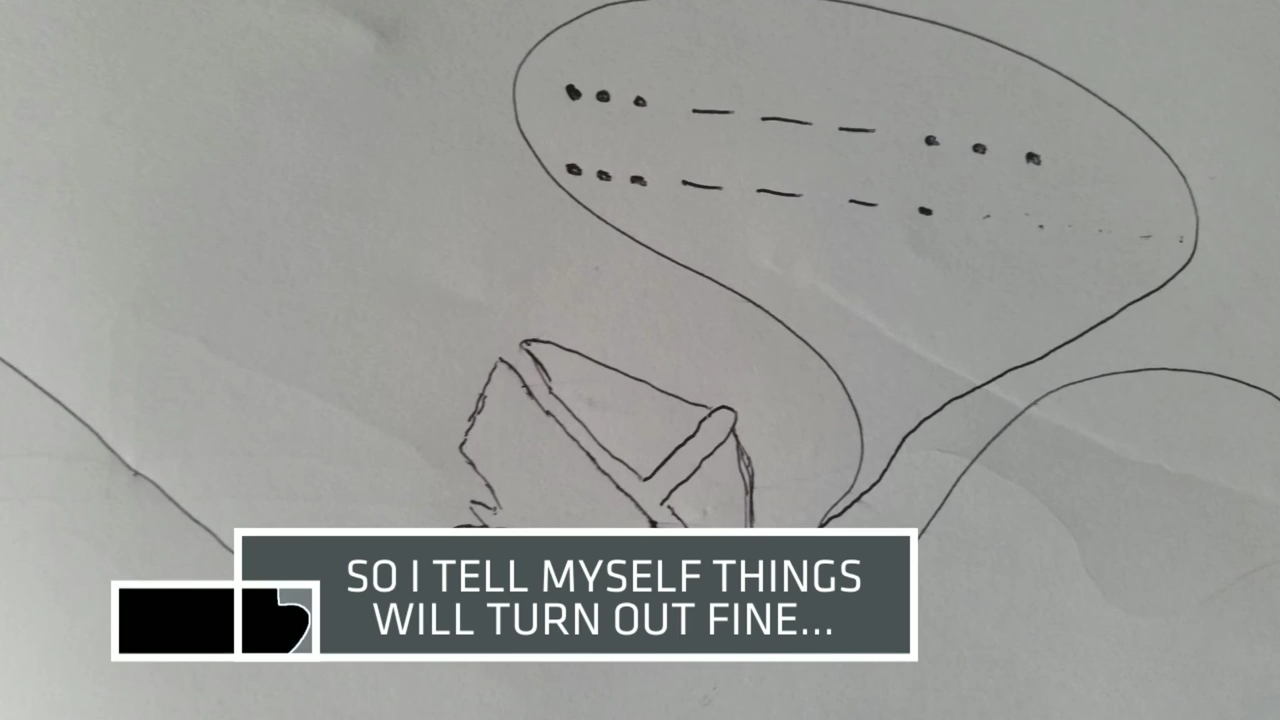 ... --- ...
... --- .
SO I TELL MYSELF THINGS
WILL TURN OUT FINE...